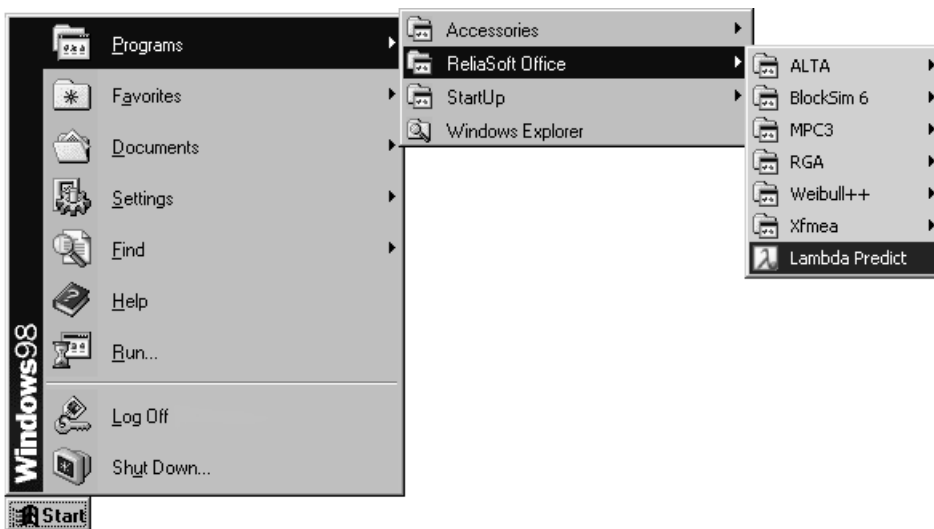 Programs
Favorites
Documents
Settings
Find
Help
Run...
Log Off
Shut Down...
Windows98
Start
Accessories
ReliaSoft Office
StartUp
Windows Explorer
ALTA
BlockSim 6
MPC3
RGA
Weibull++
Xfmea
Lambda Predict